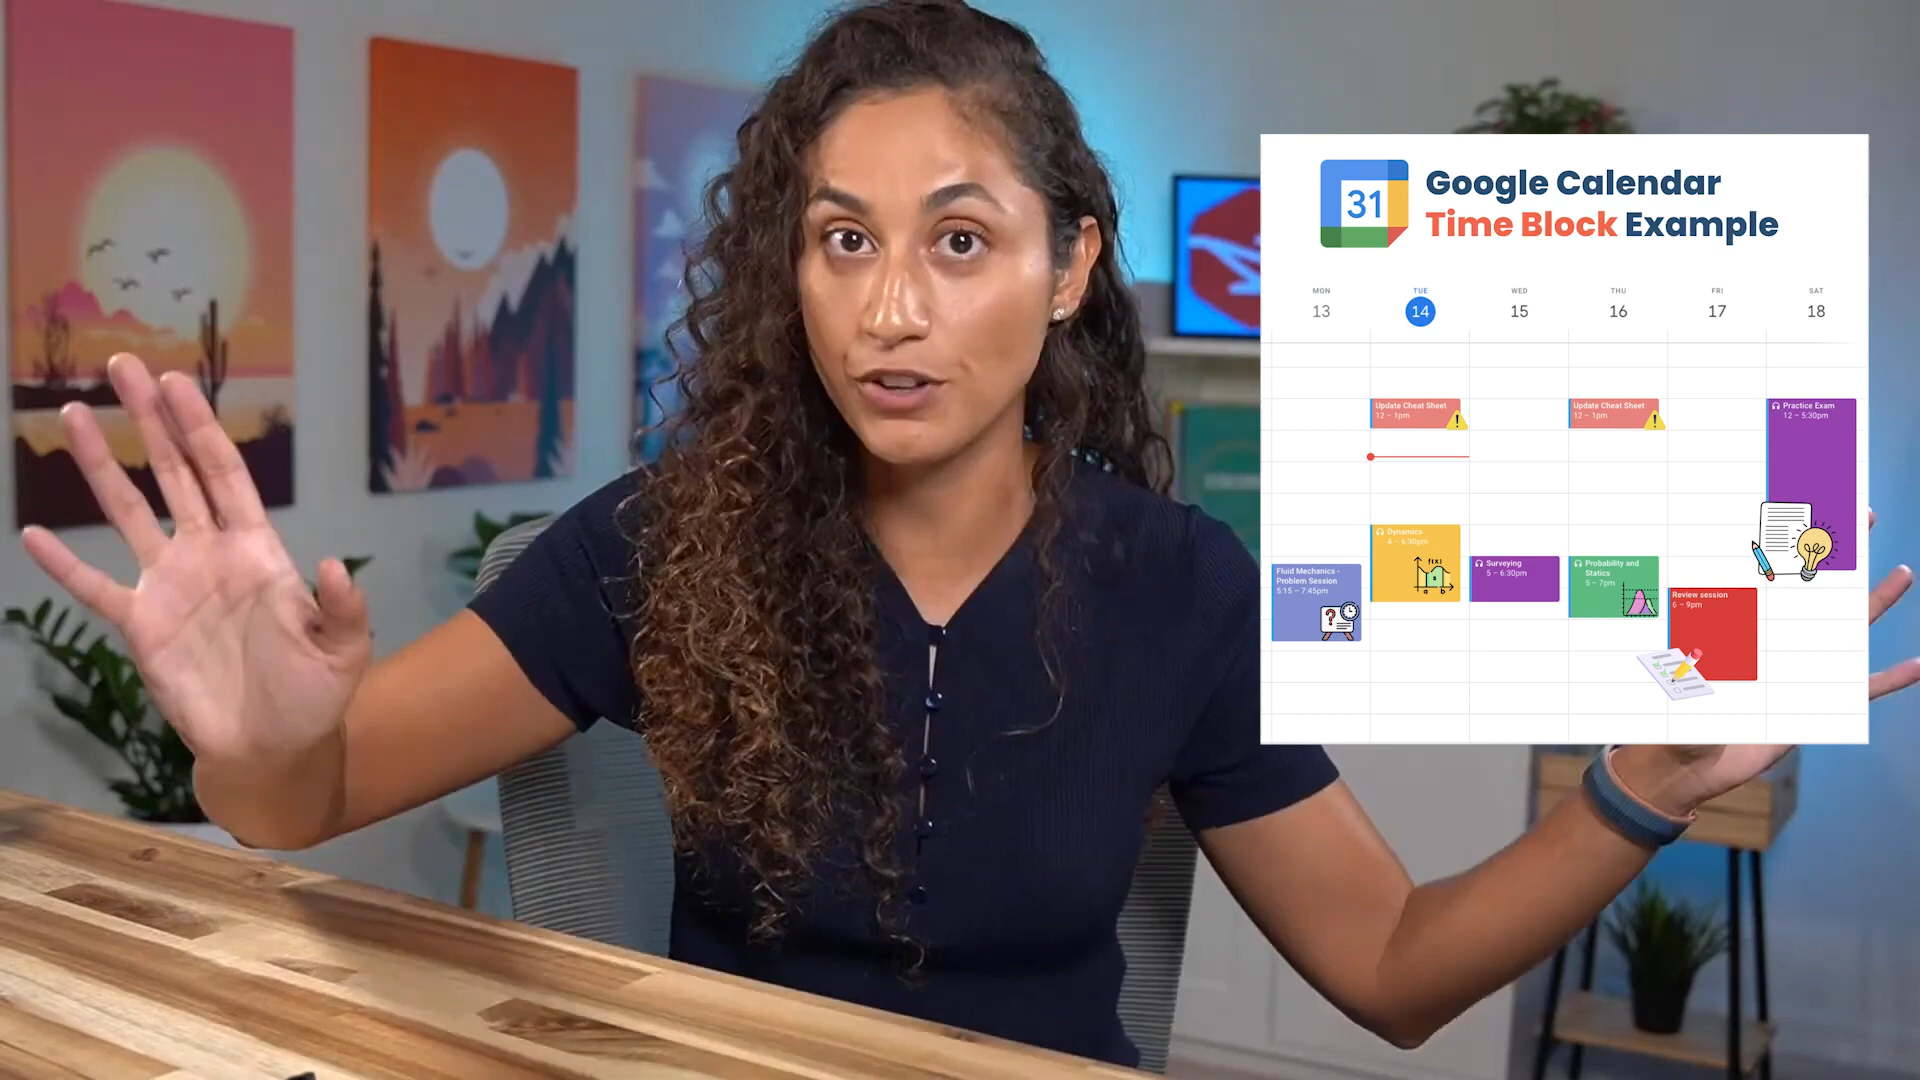 31
Google Calendar
Time Block Example
MON
TUE
WED
THU
FRI
SAT
13
14
15
16
17
18
Update Cheat Sheet
12 – 1pm
Update Cheat Sheet
12 – 1pm
Practice Exam
12 – 5:30pm
Dynamics
4 – 6:30pm
f(x)
s
a
b
Fluid Mechanics -
Problem Session
5:15 – 7:45pm
?
Surveying
5 – 6:30pm
Probability and
Statics
5 – 7pm
Review session
6 – 9pm